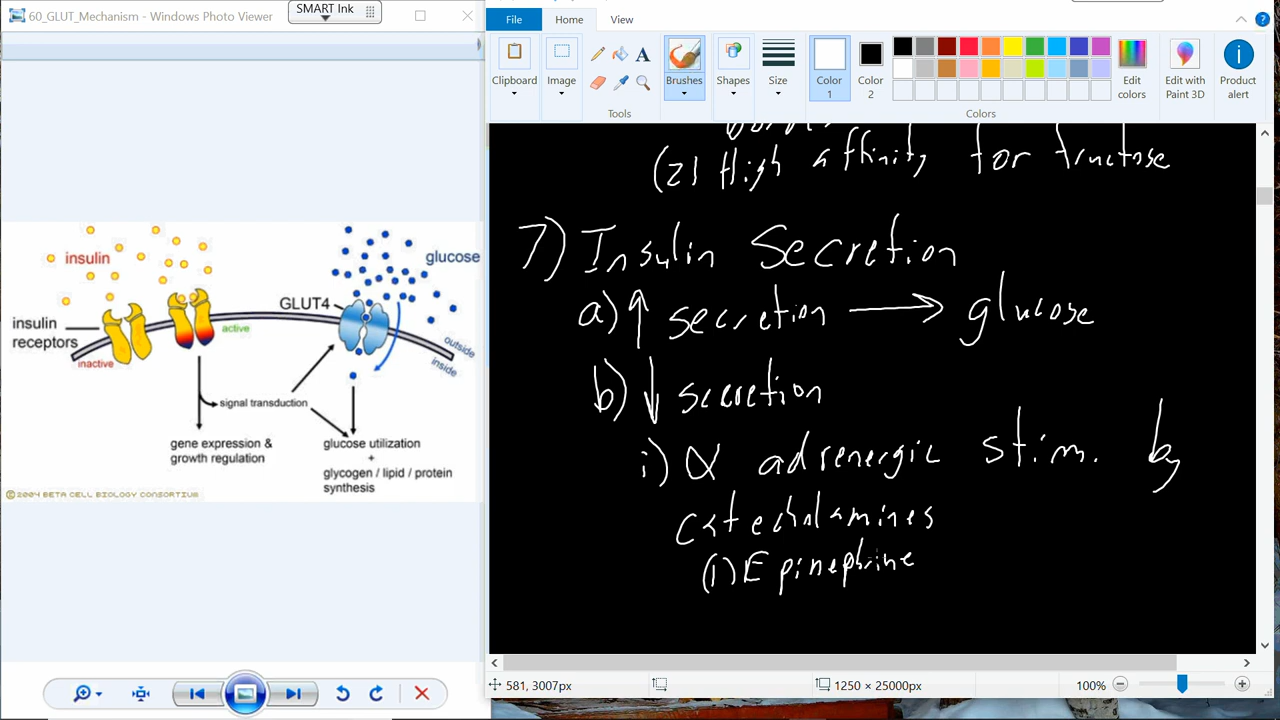 60_GLUT_Mechanism - Windows Photo Viewer
SMART Ink
insulin
glucose
GLUT4
insulin
receptors
active
inactive
outside
inside
signal transduction
gene expression &
growth regulation
glucose utilization
+
glycogen / lipid / protein
synthesis
©2004 BETA CELL BIOLOGY CONSORTIUM
File
Home
View
Clipboard
Image
Tools
Brushes
Shapes
Size
Color
1
Color
2
Colors
Edit
colors
Edit with
Paint 3D
Product
alert
(2) High affinity for fructose
7) Insulin Secretion
a) ↑ secretion → glucose
b) ↓ secretion
i) α adrenergic stim. by
catecholamines
(1) Epinephrine
581, 3007px
1250 × 25000px
100%